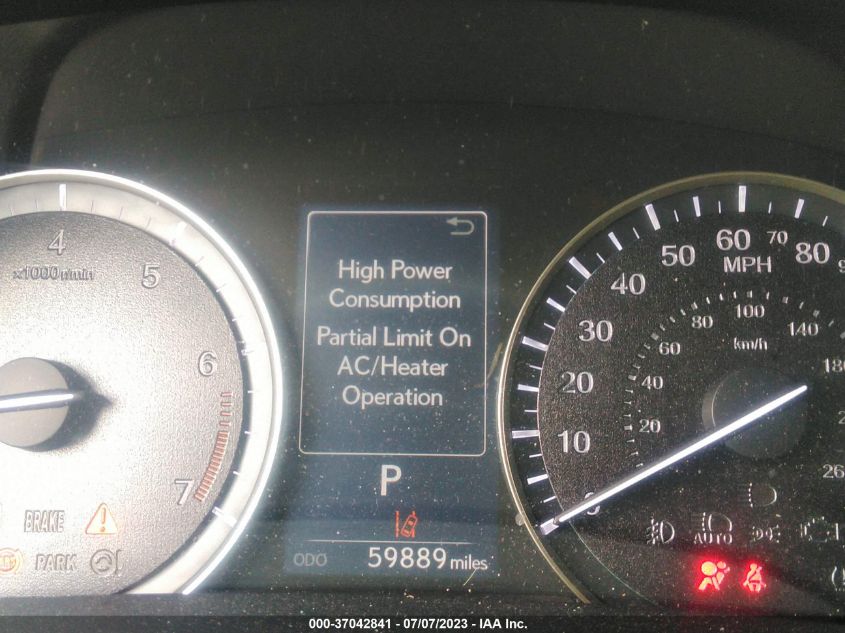 4
x1000r/min
5
6
7
BRAKE
PARK
High Power
Consumption
Partial Limit On
AC/Heater
Operation
P
ODO 59889 miles
0
10
20
30
40
50
60
70
80
MPH
20
40
60
80
100
140
km/h
AUTO
000-37042841 - 07/07/2023 - IAA Inc.